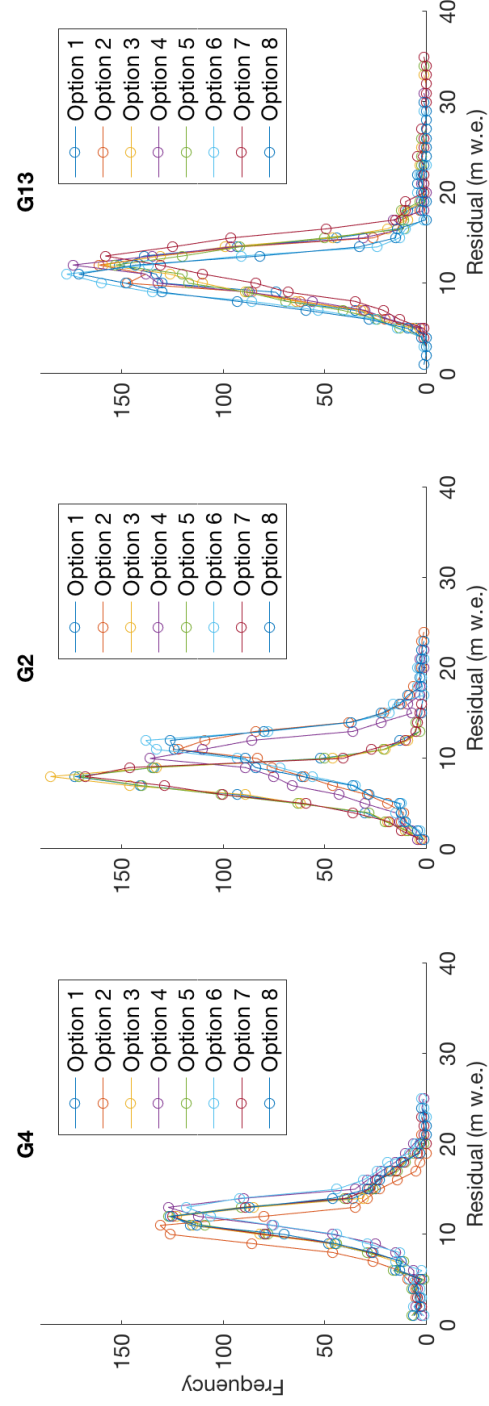 G4
Option 1
Option 2
Option 3
Option 4
Option 5
Option 6
Option 7
Option 8
150
100
50
0
Frequency
0
10
20
30
40
Residual (m w.e.)
G2
Option 1
Option 2
Option 3
Option 4
Option 5
Option 6
Option 7
Option 8
150
100
50
0
0
10
20
30
40
Residual (m w.e.)
G13
Option 1
Option 2
Option 3
Option 4
Option 5
Option 6
Option 7
Option 8
150
100
50
0
0
10
20
30
40
Residual (m w.e.)